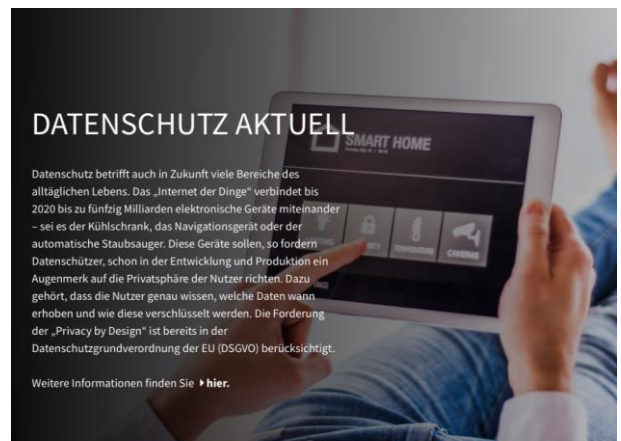 DATENSCHUTZ AKTUELL
SMART HOME
Datenschutz betrifft auch in Zukunft viele Bereiche des
alltäglichen Lebens. Das „Internet der Dinge“ verbindet bis
2020 bis zu fünfzig Milliarden elektronische Geräte miteinander
– sei es der Kühlschrank, das Navigationsgerät oder der
automatische Staubsauger. Diese Geräte sollen, so fordern
Datenschützer, schon in der Entwicklung und Produktion ein
Augenmerk auf die Privatsphäre der Nutzer richten. Dazu
gehört, dass die Nutzer genau wissen, welche Daten wann
erhoben und wie diese verschlüsselt werden. Die Forderung
der „Privacy by Design“ ist bereits in der
Datenschutzgrundverordnung der EU (DSGVO) berücksichtigt.
Weitere Informationen finden Sie ▸hier.
TEMPERATURE
CAMERAS